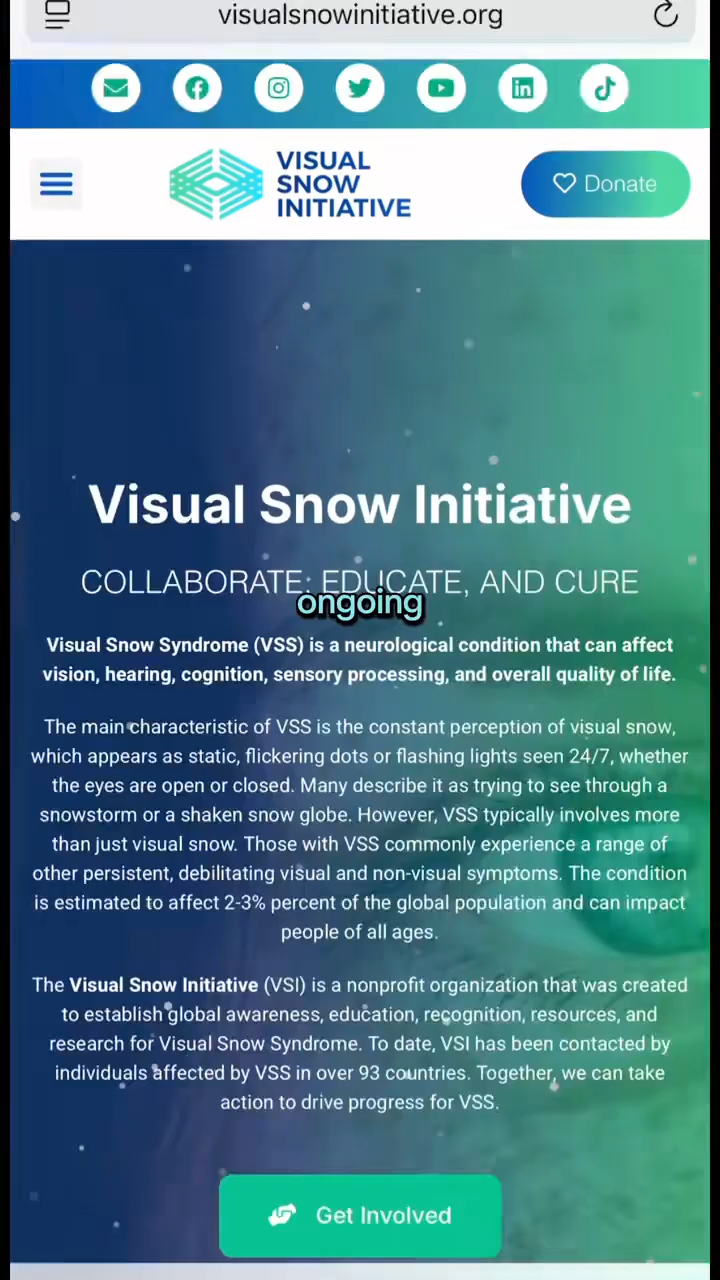 visualsnowinitiative.org
VISUAL
SNOW
INITIATIVE
Donate
Visual Snow Initiative
COLLABORATE, EDUCATE, AND CURE
ongoing
Visual Snow Syndrome (VSS) is a neurological condition that can affect
vision, hearing, cognition, sensory processing, and overall quality of life.
The main characteristic of VSS is the constant perception of visual snow,
which appears as static, flickering dots or flashing lights seen 24/7, whether
the eyes are open or closed. Many describe it as trying to see through a
snowstorm or a shaken snow globe. However, VSS typically involves more
than just visual snow. Those with VSS commonly experience a range of
other persistent, debilitating visual and non-visual symptoms. The condition
is estimated to affect 2-3% percent of the global population and can impact
people of all ages.
The Visual Snow Initiative (VSI) is a nonprofit organization that was created
to establish global awareness, education, recognition, resources, and
research for Visual Snow Syndrome. To date, VSI has been contacted by
individuals affected by VSS in over 93 countries. Together, we can take
action to drive progress for VSS.
Get Involved